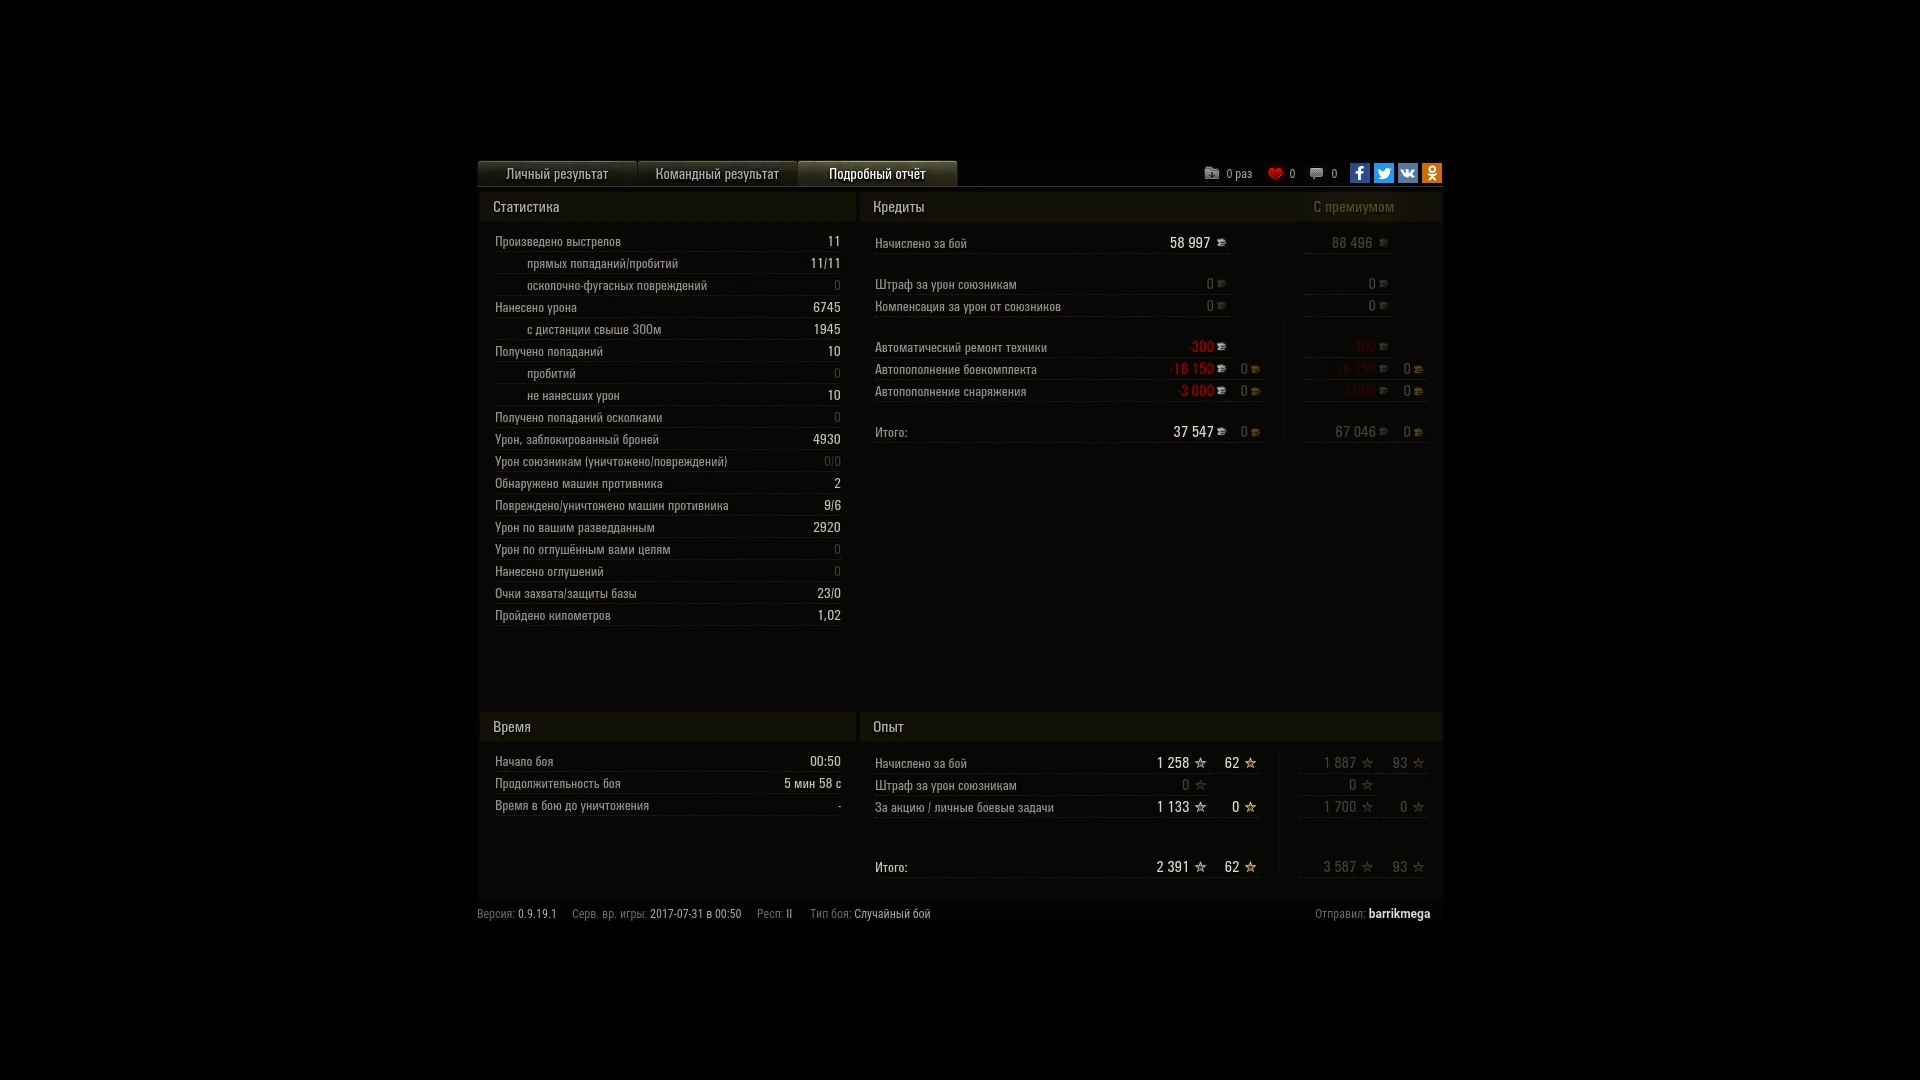 Личный результат Командный результат Подробный отчёт 0 раз 0 0
Статистика
Произведено выстрелов 11
прямых попаданий/пробитий 11/11
осколочно-фугасных повреждений 0
Нанесено урона 6745
с дистанции свыше 300м 1945
Получено попаданий 10
пробитий 0
не нанесших урон 10
Получено попаданий осколками 0
Урон, заблокированный броней 4930
Урон союзникам (уничтожено/повреждений) 0/0
Обнаружено машин противника 2
Повреждено/уничтожено машин противника 9/6
Урон по вашим разведданным 2920
Урон по оглушённым вами целям 0
Нанесено оглушений 0
Очки захвата/защиты базы 23/0
Пройдено километров 1,02
Кредиты С премиумом
Начислено за бой 58 997 88 496
Штраф за урон союзникам 0 0
Компенсация за урон от союзников 0 0
Автоматический ремонт техники -300 -300
Автопополнение боекомплекта -18 150 0 -18 150 0
Автопополнение снаряжения -3 000 0 -3 000 0
Итого: 37 547 0 67 046 0
Время
Начало боя 00:50
Продолжительность боя 5 мин 58 с
Время в бою до уничтожения -
Опыт
Начислено за бой 1 258 62 1 887 93
Штраф за урон союзникам 0 0
За акцию / личные боевые задачи 1 133 0 1 700 0
Итого: 2 391 62 3 587 93
Версия: 0.9.19.1 Серв. вр. игры: 2017-07-31 в 00:50 Респ: II Тип боя: Случайный бой Отправил: barrikmega